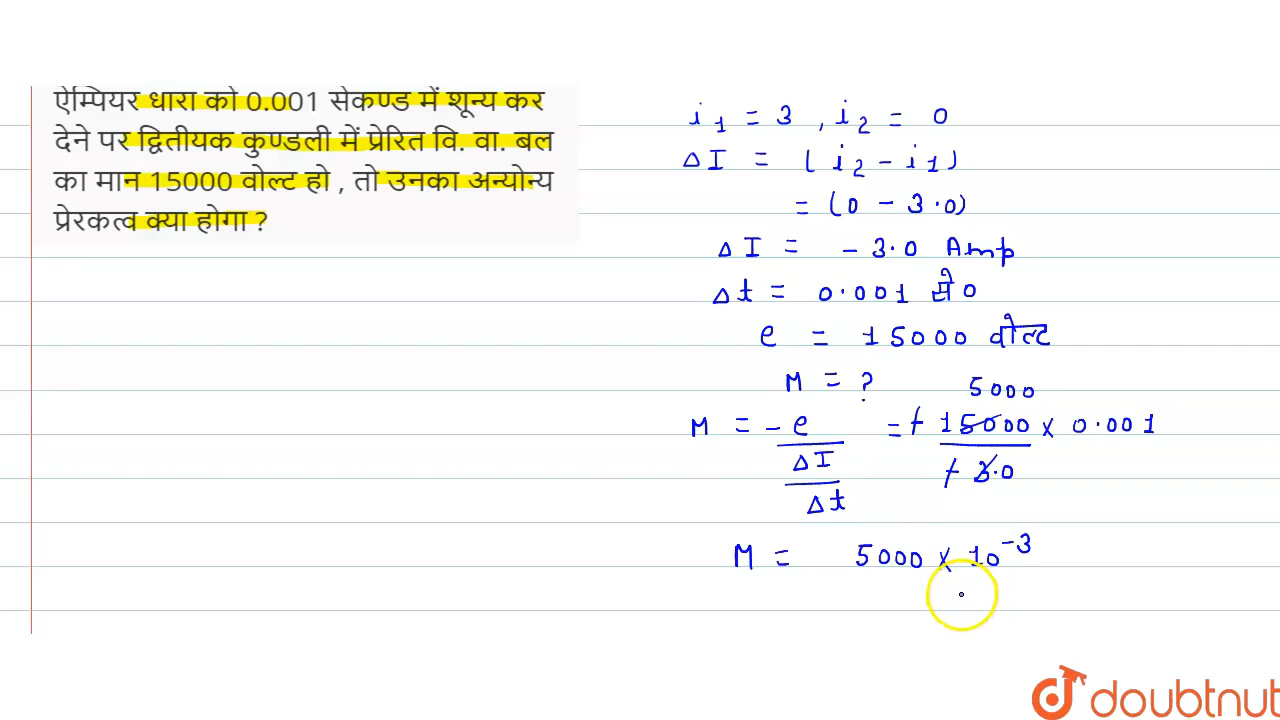 ऐम्पियर धारा को 0.001 सेकण्ड में शून्य कर
देने पर द्वितीयक कुण्डली में प्रेरित वि. वा. बल
का मान 15000 वोल्ट हो , तो उनका अन्योन्य
प्रेरकत्व क्या होगा ?
i1 = 3 , i2 = 0
ΔI = (i2 - i1)
= (0 - 3.0)
ΔI = - 3.0 Amp
Δt = 0.001 से0
e = 15000 वोल्ट
M = ?
5000
M = - e = - 15000 × 0.001
ΔI - 3.0
Δt
M = 5000 × 10^-3
doubtnut